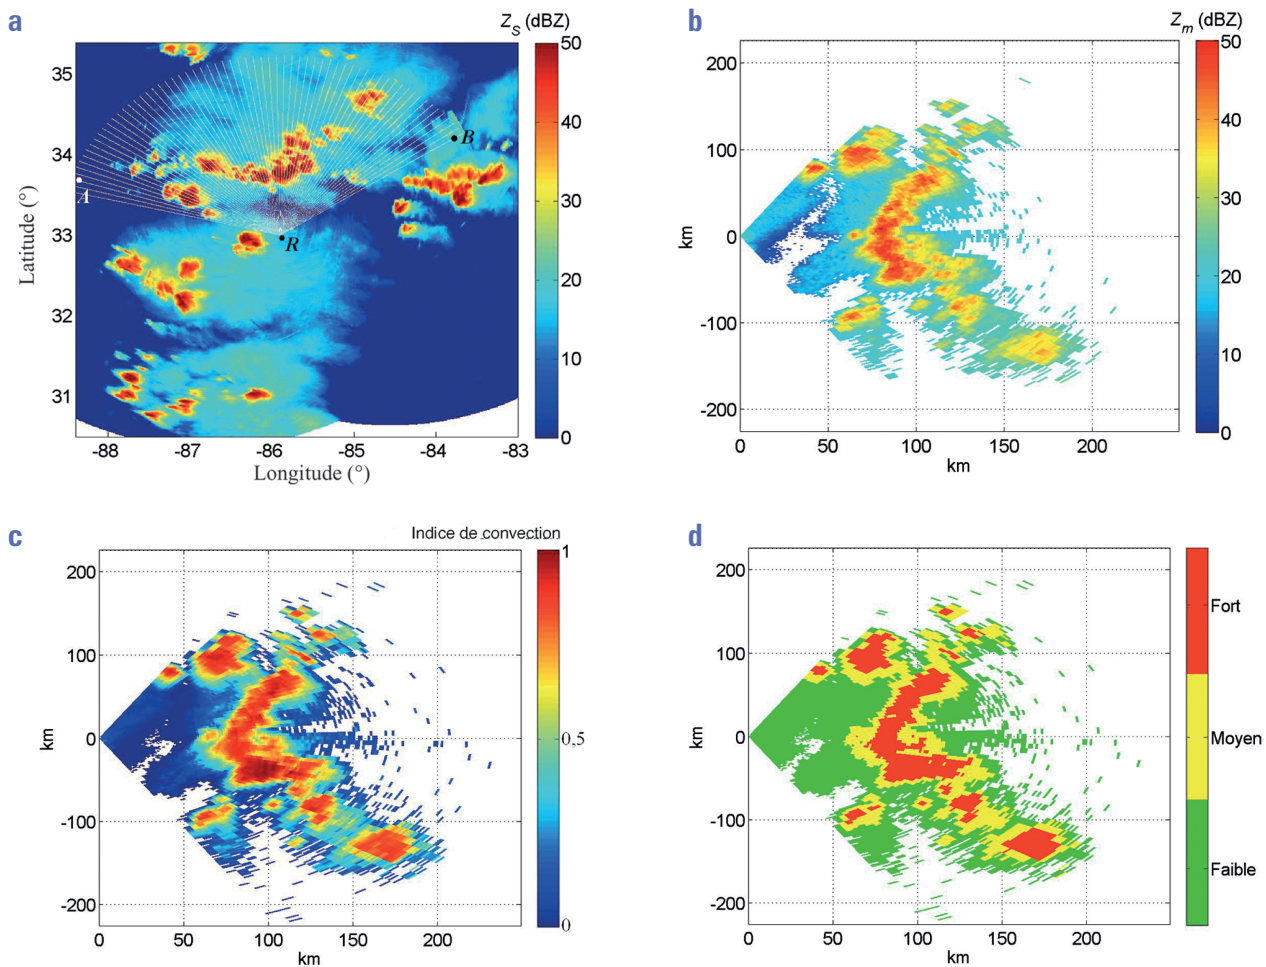 a
Z_S (dBZ)
50
40
30
20
10
0
35
34
33
32
31
Latitude (°)
-88
-87
-86
-85
-84
-83
Longitude (°)
A
B
R
b
Z_m (dBZ)
50
40
30
20
10
0
200
100
0
-100
-200
km
0
50
100
150
200
km
c
Indice de convection
1
0,5
0
200
100
0
-100
-200
km
0
50
100
150
200
km
d
Fort
Moyen
Faible
200
100
0
-100
-200
km
0
50
100
150
200
km